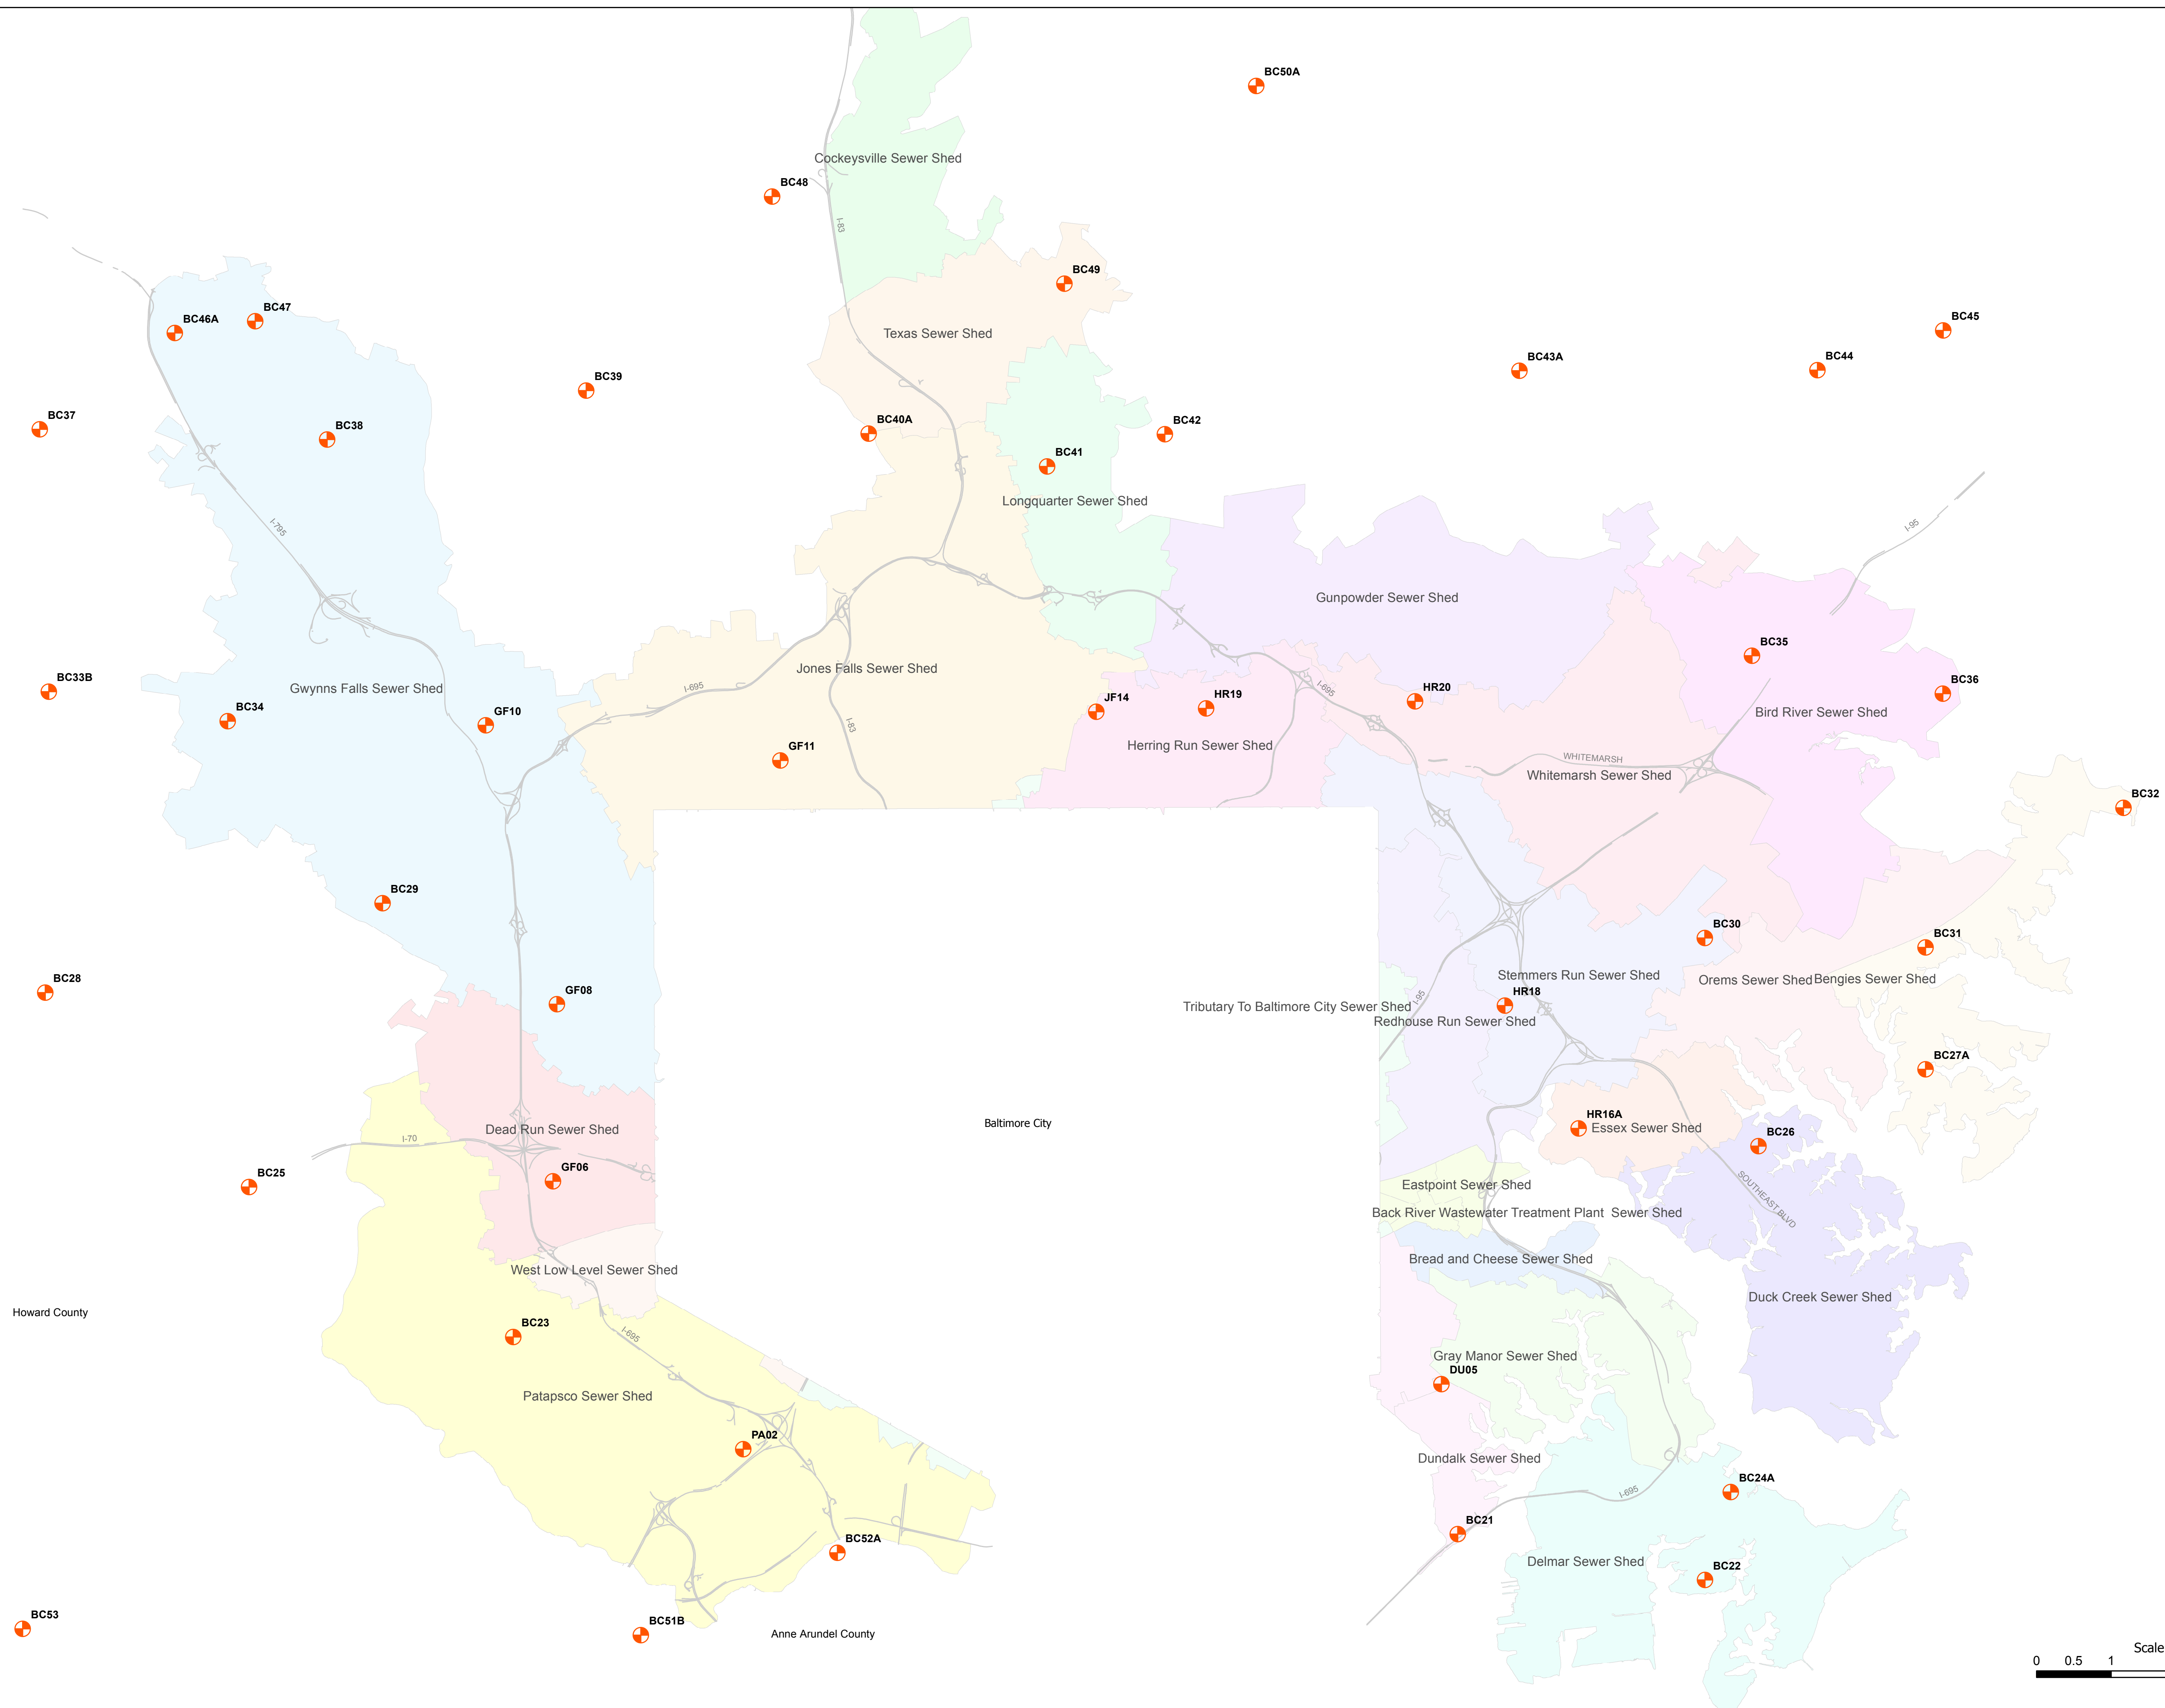 BC50A
Cockeysville Sewer Shed
BC48
I-83
BC49
BC47
BC46A
Texas Sewer Shed
BC45
BC43A
BC44
BC39
BC37
BC38
BC40A
BC42
BC41
Longquarter Sewer Shed
I-795
I-95
Gunpowder Sewer Shed
BC35
Jones Falls Sewer Shed
BC33B
Gwynns Falls Sewer Shed
I-695
I-695
HR20
BC36
HR19
JF14
BC34
GF10
Bird River Sewer Shed
I-83
Herring Run Sewer Shed
GF11
WHITEMARSH
Whitemarsh Sewer Shed
BC32
BC29
BC30
BC31
BC28
Stemmers Run Sewer Shed
Orems Sewer Shed
Bengies Sewer Shed
GF08
HR18
I-95
Tributary To Baltimore City Sewer Shed
Redhouse Run Sewer Shed
BC27A
HR16A
Baltimore City
Dead Run Sewer Shed
Essex Sewer Shed
I-70
BC26
GF06
BC25
Eastpoint Sewer Shed
SOUTHEAST BLVD
Back River Wastewater Treatment Plant  Sewer Shed
Bread and Cheese Sewer Shed
West Low Level Sewer Shed
Duck Creek Sewer Shed
Howard County
BC23
I-695
Gray Manor Sewer Shed
DU05
Patapsco Sewer Shed
PA02
Dundalk Sewer Shed
BC24A
I-695
BC21
BC52A
Delmar Sewer Shed
BC22
BC53
BC51B
Anne Arundel County
Scale
0 0.5 1